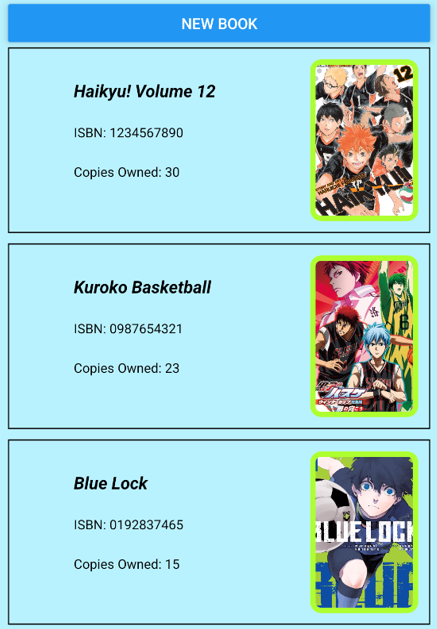 NEW BOOK
Haikyu! Volume 12
ISBN: 1234567890
Copies Owned: 30
12
HAIKYU!!
Kuroko Basketball
ISBN: 0987654321
Copies Owned: 23
Blue Lock
ISBN: 0192837465
Copies Owned: 15
BLUE LOCK
BLUE